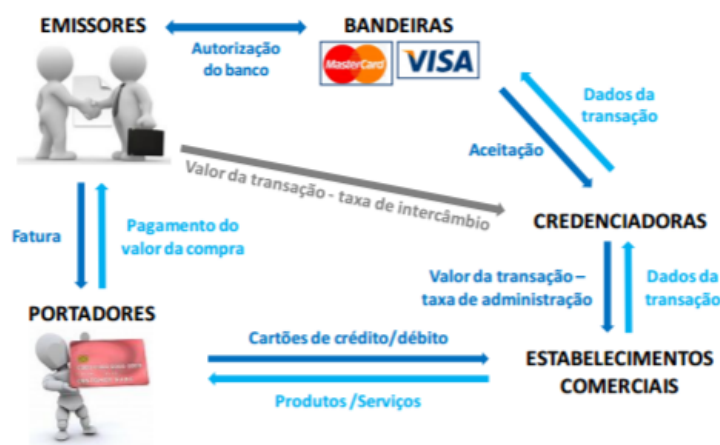 EMISSORES
BANDEIRAS
Autorização
do banco
MasterCard
VISA
Dados da
transação
Aceitação
Valor da transação - taxa de intercâmbio
CREDENCIADORAS
Fatura
Pagamento do
valor da compra
Valor da transação –
taxa de administração
Dados da
transação
PORTADORES
Cartões de crédito/débito
ESTABELECIMENTOS
COMERCIAIS
Produtos /Serviços